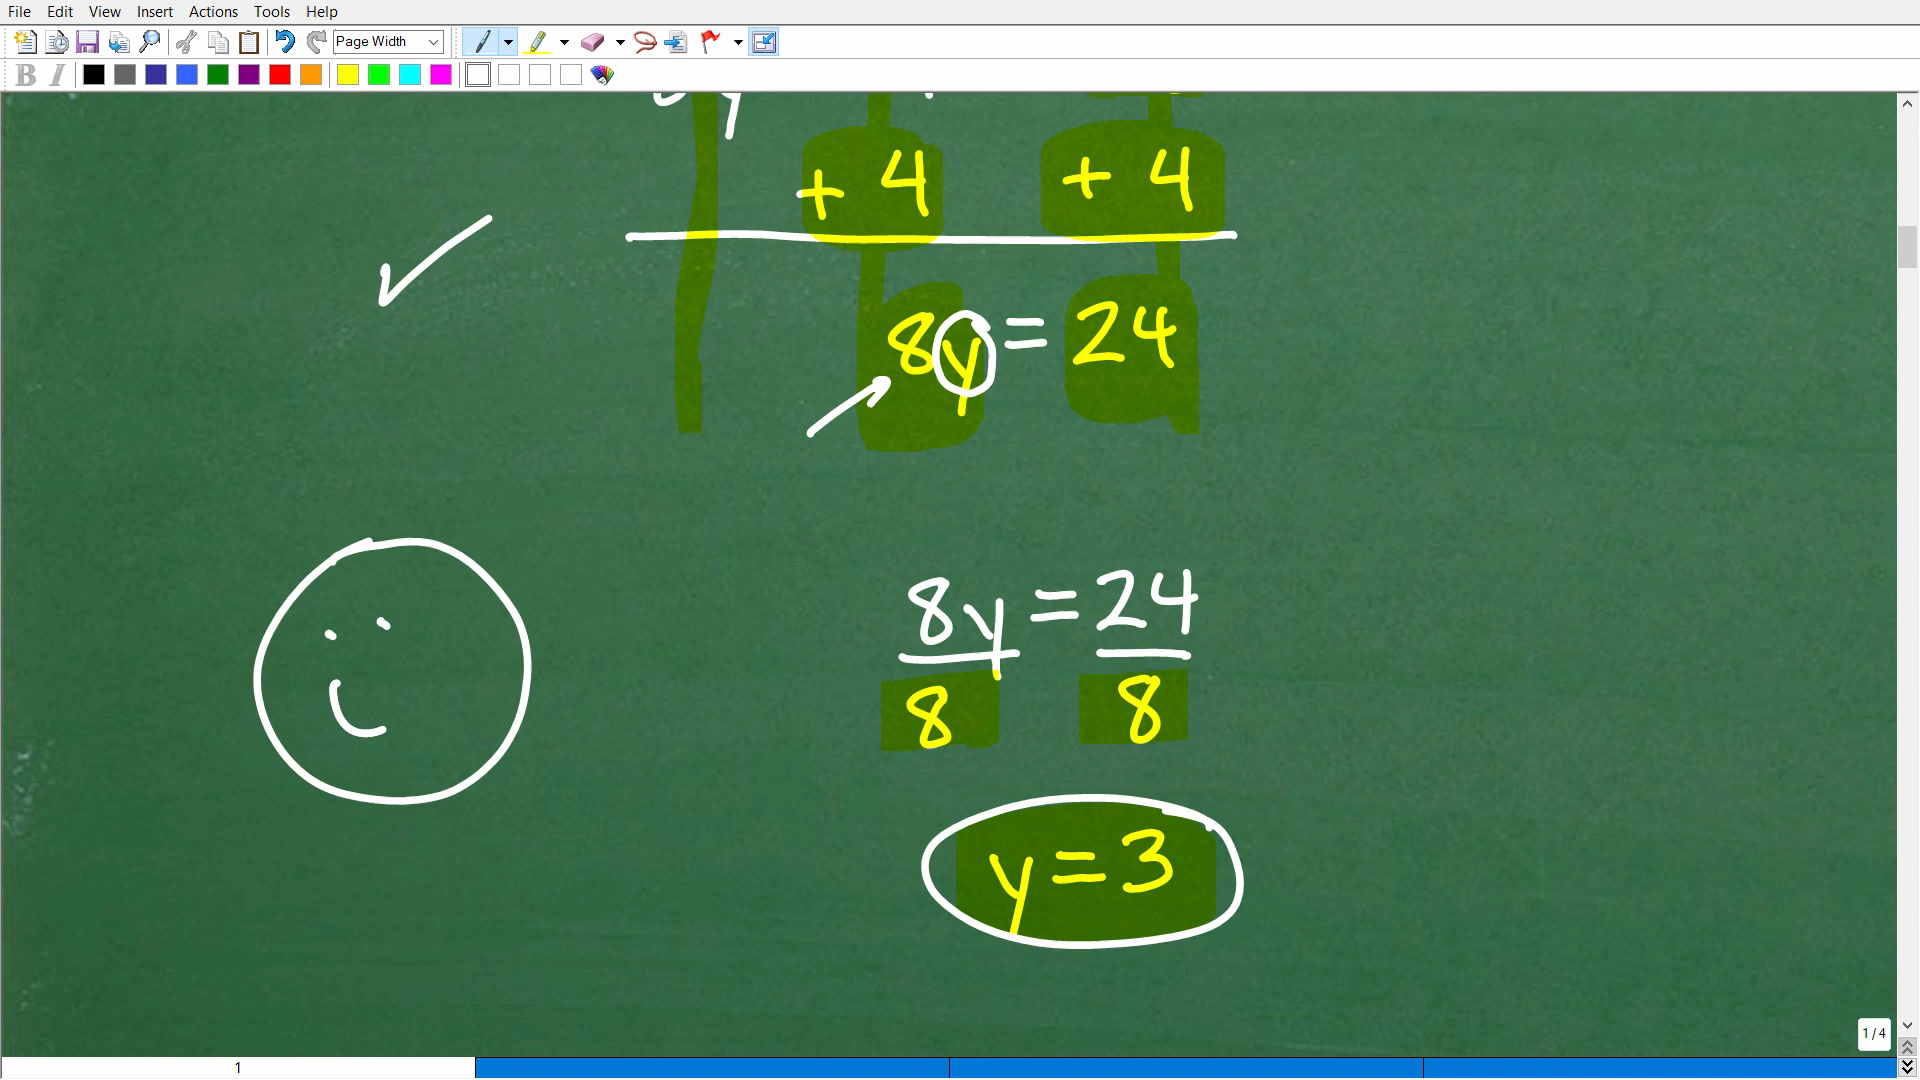 File Edit View Insert Actions Tools Help
Page Width
B I
+ 4 + 4
8y = 24
8y = 24
8 8
y = 3
1 / 4
1